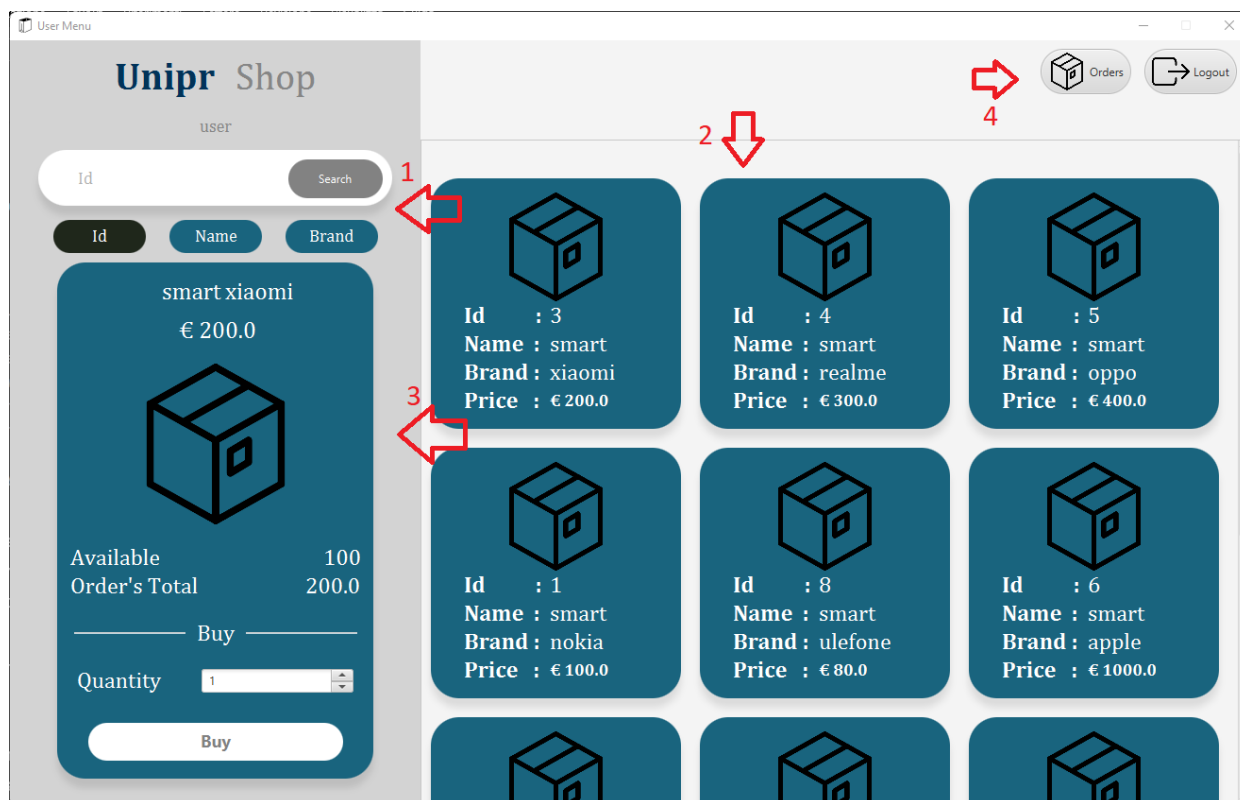 User Menu
Unipr Shop
user
Id
Search
Id
Name
Brand
smart xiaomi
€ 200.0
Available 100
Order's Total 200.0
Buy
Quantity 1
Buy
1
2
3
4
Orders
Logout
Id : 3
Name : smart
Brand : xiaomi
Price : € 200.0
Id : 4
Name : smart
Brand : realme
Price : € 300.0
Id : 5
Name : smart
Brand : oppo
Price : € 400.0
Id : 1
Name : smart
Brand : nokia
Price : € 100.0
Id : 8
Name : smart
Brand : ulefone
Price : € 80.0
Id : 6
Name : smart
Brand : apple
Price : € 1000.0